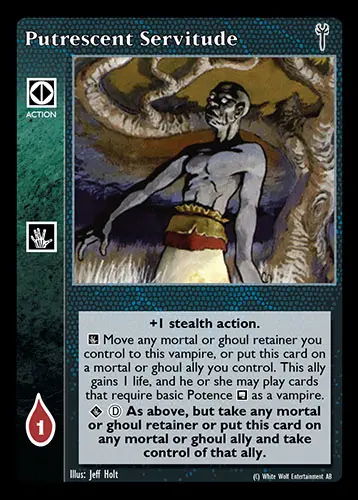 Putrescent Servitude
ACTION
+1 stealth action.
Move any mortal or ghoul retainer you
control to this vampire, or put this card on
a mortal or ghoul ally you control. This ally
gains 1 life, and he or she may play cards
that require basic Potence as a vampire.
D As above, but take any mortal
or ghoul retainer or put this card on
any mortal or ghoul ally and take
control of that ally.
1
Illus: Jeff Holt
(C) White Wolf Entertainment AB